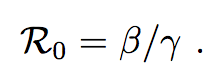 ℛ₀ = β/γ .